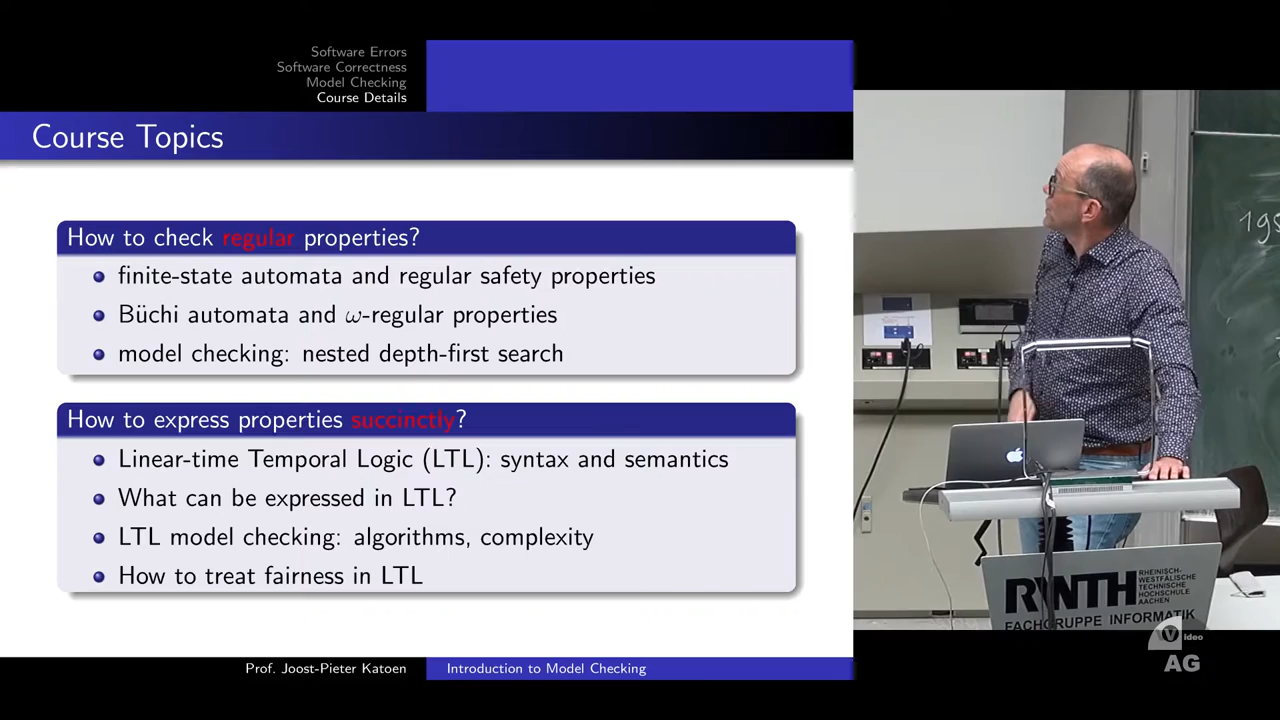 Software Errors
Software Correctness
Model Checking
Course Details
Course Topics
How to check regular properties?
finite-state automata and regular safety properties
Büchi automata and ω-regular properties
model checking: nested depth-first search
How to express properties succinctly?
Linear-time Temporal Logic (LTL): syntax and semantics
What can be expressed in LTL?
LTL model checking: algorithms, complexity
How to treat fairness in LTL
Prof. Joost-Pieter Katoen
Introduction to Model Checking
RWTH
RHEINISCH-
WESTFÄLISCHE
TECHNISCHE
HOCHSCHULE
AACHEN
FACHGRUPPE INFORMATIK
Video
AG